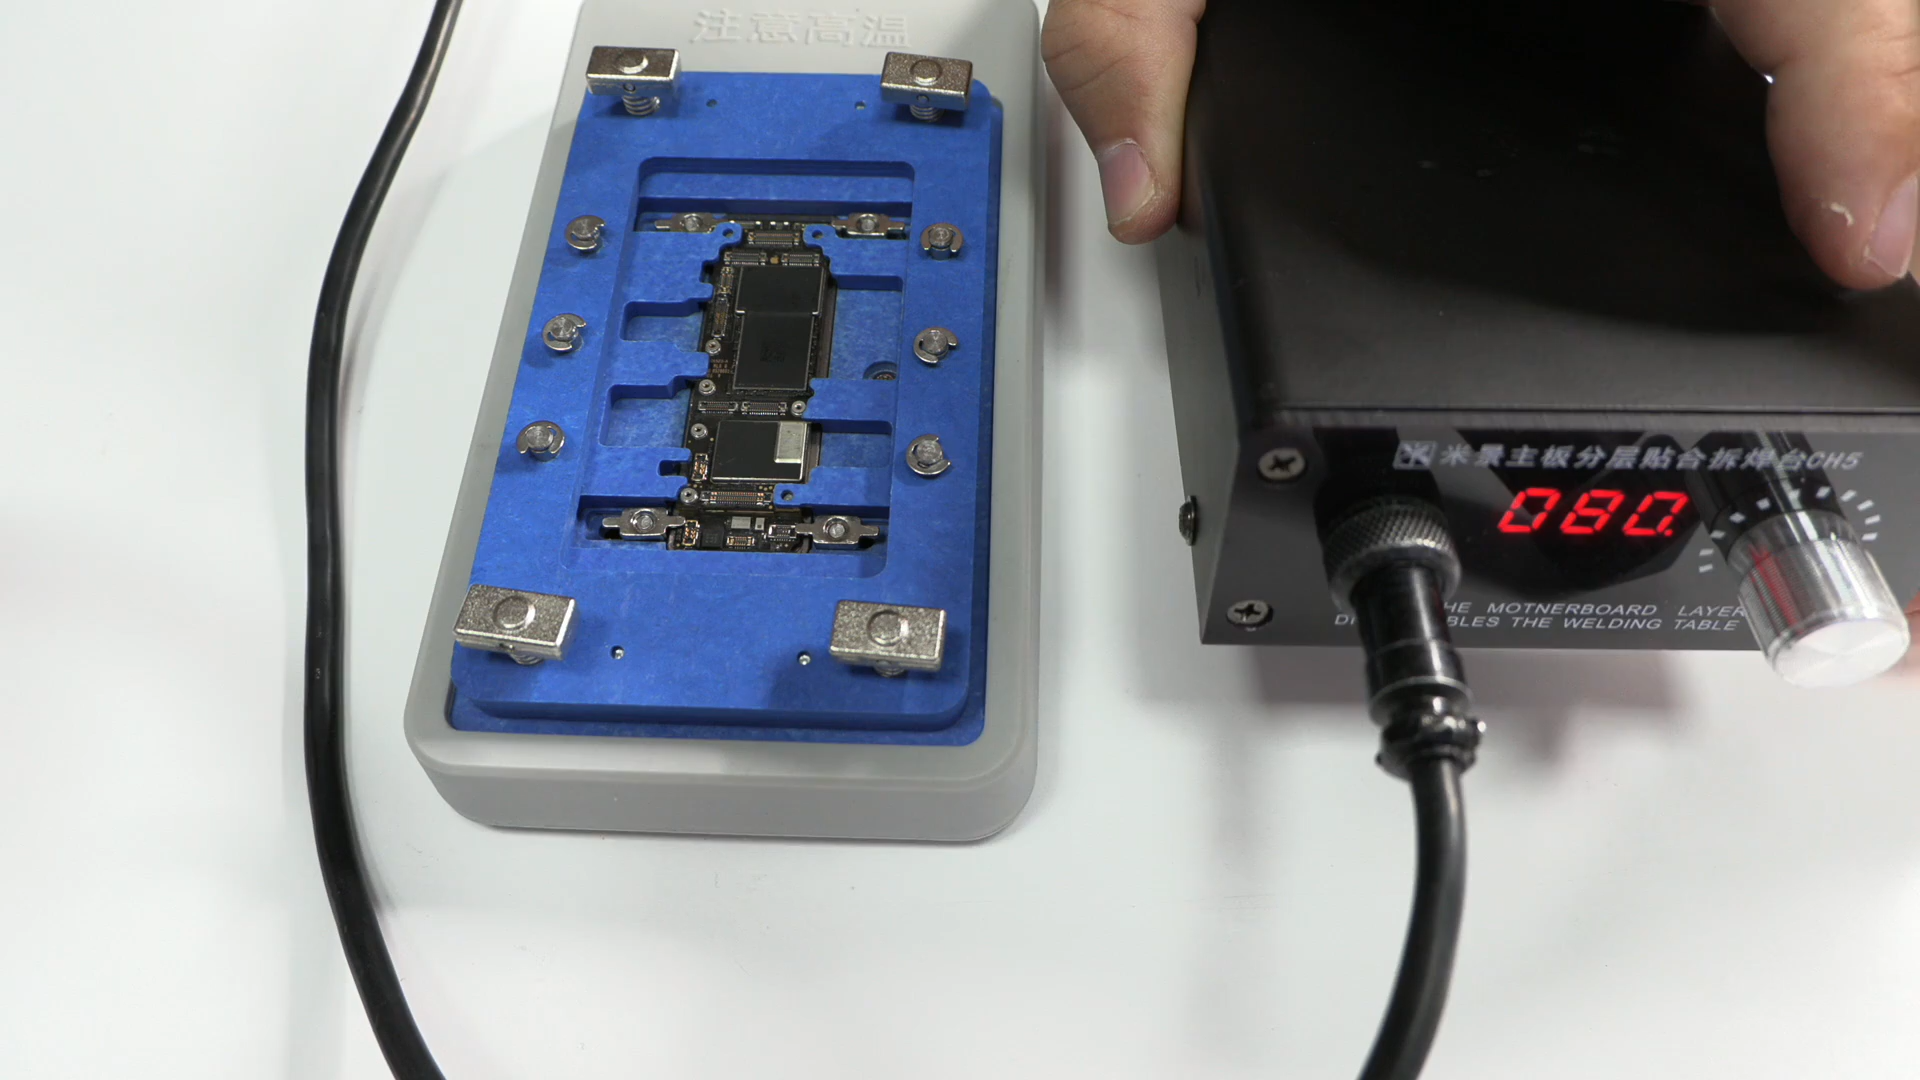 注意高温
米景主板分层贴合拆焊台CH5
080.
HE MOTNERBOARD LAYER
DI
BLES THE WELDING TABLE